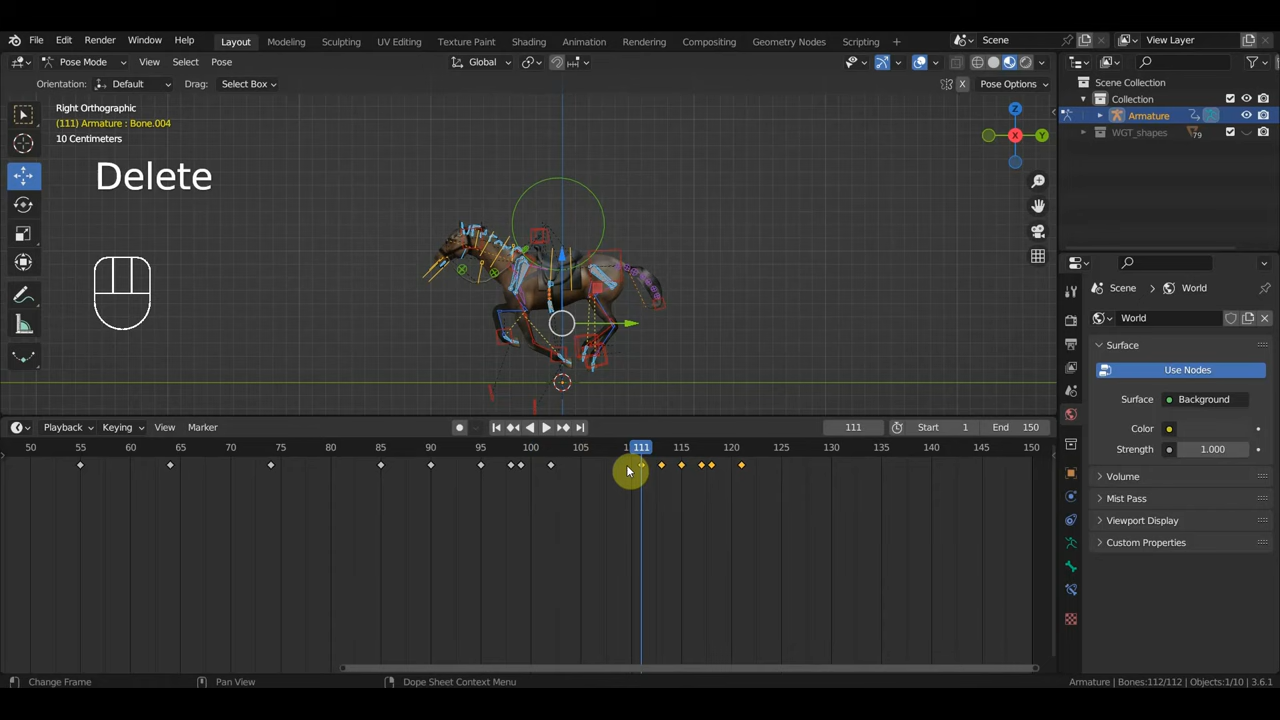 File Edit Render Window Help Layout Modeling Sculpting UV Editing Texture Paint Shading Animation Rendering Compositing Geometry Nodes Scripting + Scene View Layer
Pose Mode View Select Pose Global
Orientation: Default Drag: Select Box X Pose Options
Right Orthographic
(111) Armature : Bone.004
10 Centimeters
Delete
Z
X
Y
Scene Collection
Collection
Armature
WGT_shapes 79
Scene > World
World
Surface
Use Nodes
Surface Background
Color
Strength 1.000
Volume
Mist Pass
Viewport Display
Custom Properties
Playback Keying View Marker 111 Start 1 End 150
50 55 60 65 70 75 80 85 90 95 100 105 111 115 120 125 130 135 140 145 150
Change Frame Pan View Dope Sheet Context Menu Armature | Bones:112/112 | Objects:1/10 | 3.6.1